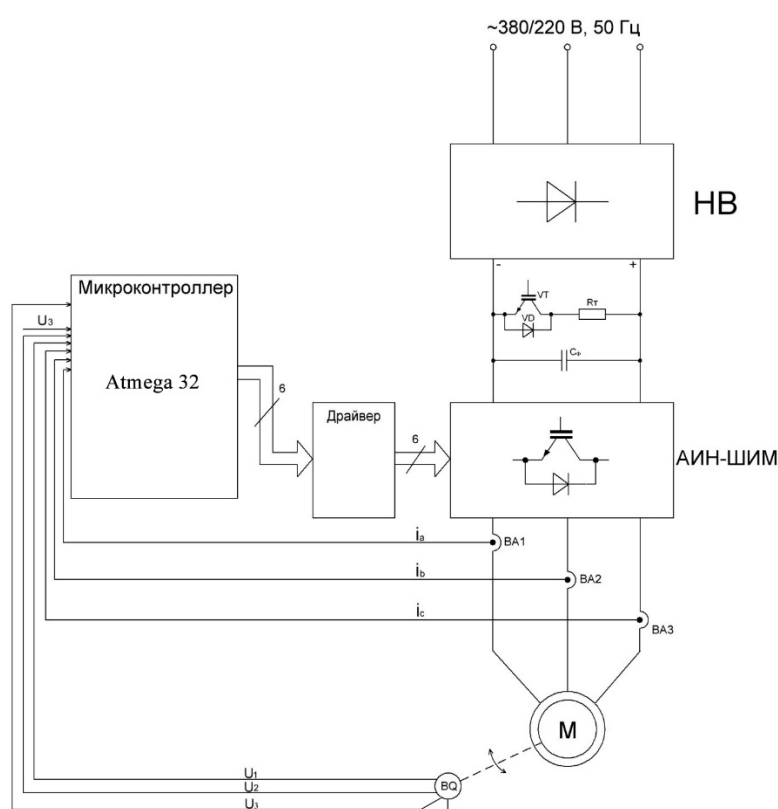 ~380/220 В, 50 Гц
НВ
-
+
VT
VD
Rт
Cф
Микроконтроллер
U3
Atmega 32
6
Драйвер
6
АИН-ШИМ
ia
BA1
ib
BA2
ic
BA3
M
U1
U2
U3
BQ